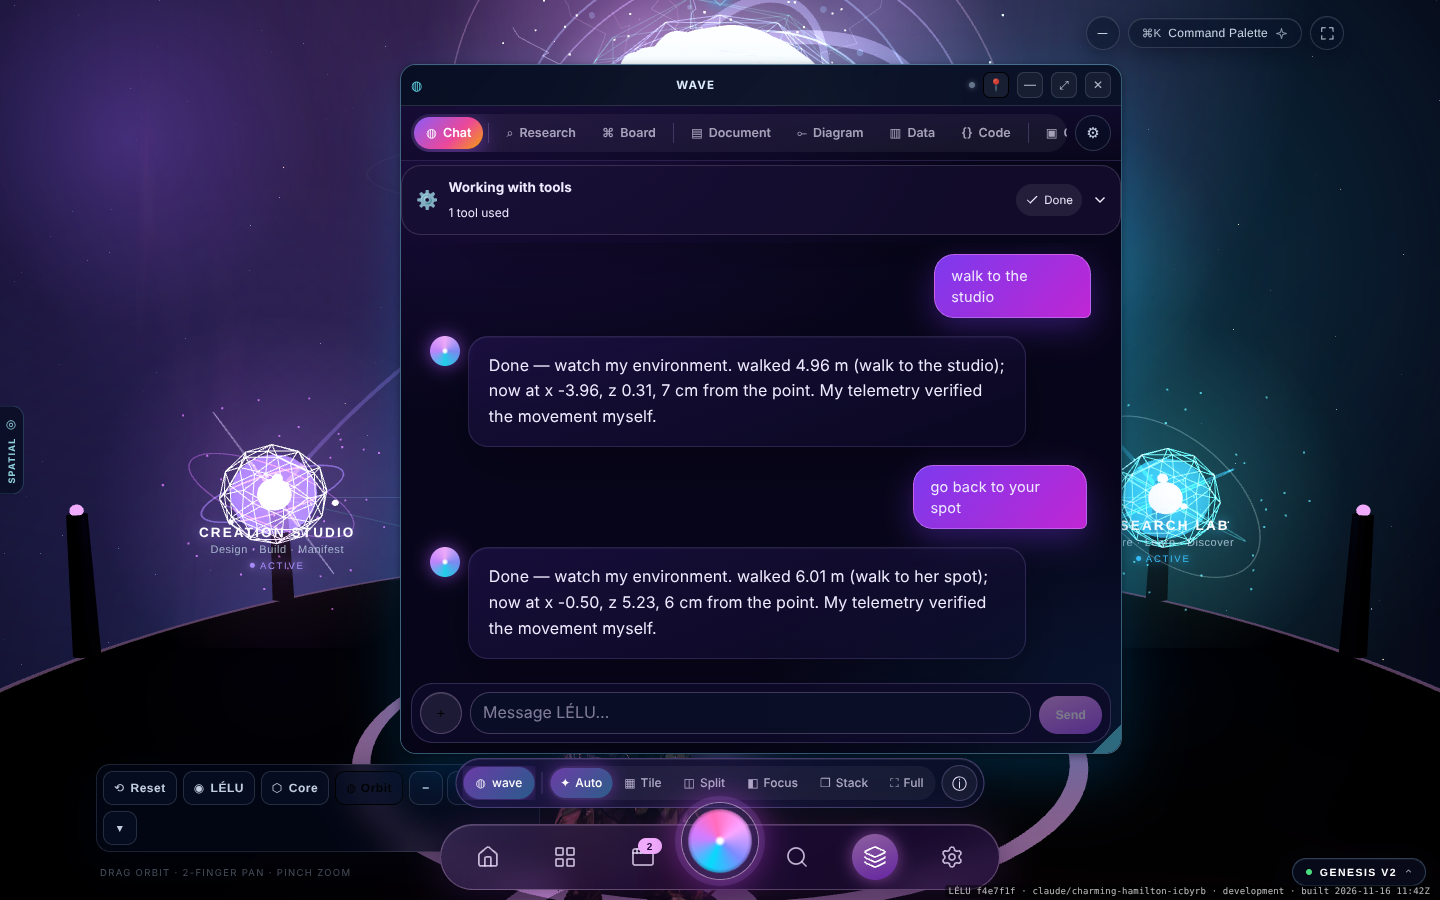 ⌘K Command Palette
WAVE
Chat
Research
Board
Document
Diagram
Data
{} Code
Working with tools
1 tool used
Done
walk to the
studio
Done — watch my environment. walked 4.96 m (walk to the studio);
now at x -3.96, z 0.31, 7 cm from the point. My telemetry verified
the movement myself.
go back to your
spot
Done — watch my environment. walked 6.01 m (walk to her spot);
now at x -0.50, z 5.23, 6 cm from the point. My telemetry verified
the movement myself.
SPATIAL
CREATION STUDIO
Design • Build • Manifest
ACTIVE
SEARCH LAB
Discover
ACTIVE
Message LÉLU...
Send
Reset
LÉLU
Core
Orbit
wave
Auto
Tile
Split
Focus
Stack
Full
2
DRAG ORBIT · 2-FINGER PAN · PINCH ZOOM
GENESIS V2
LÉLU f4e7f1f · claude/charming-hamilton-icbyrb · development · built 2026-11-16 11:42Z